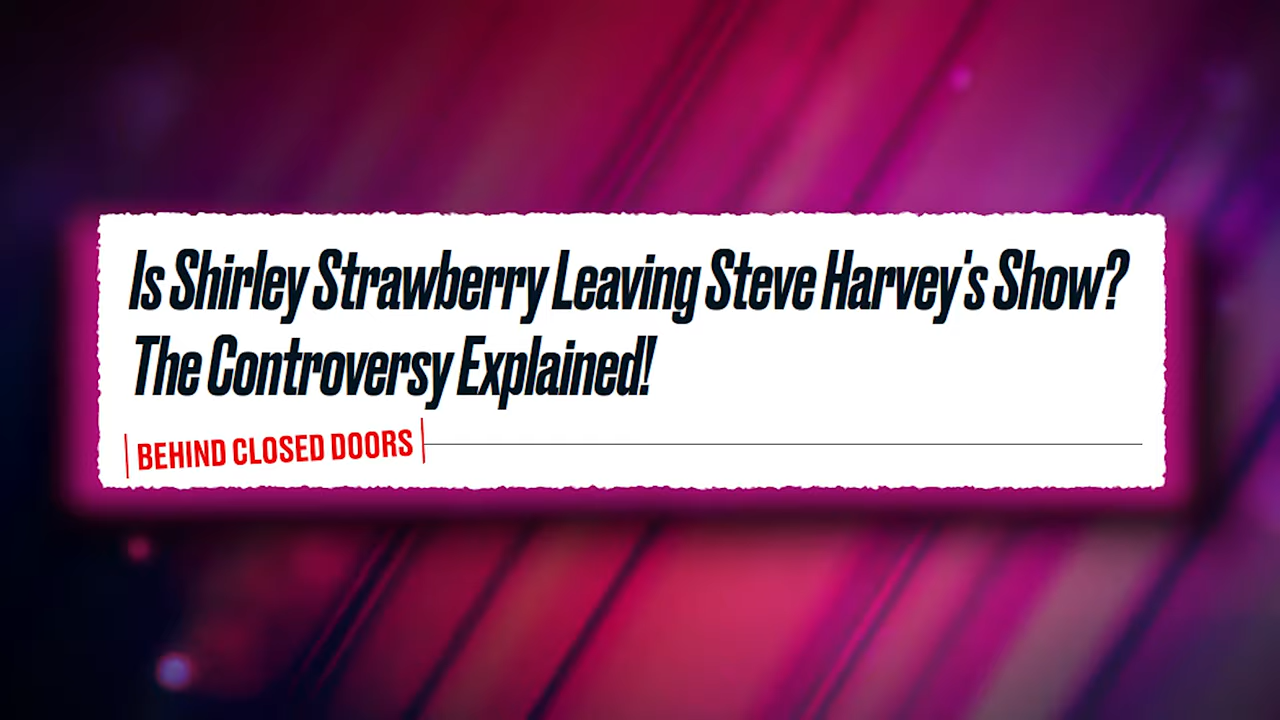 Is Shirley Strawberry Leaving Steve Harvey's Show?
The Controversy Explained!
BEHIND CLOSED DOORS